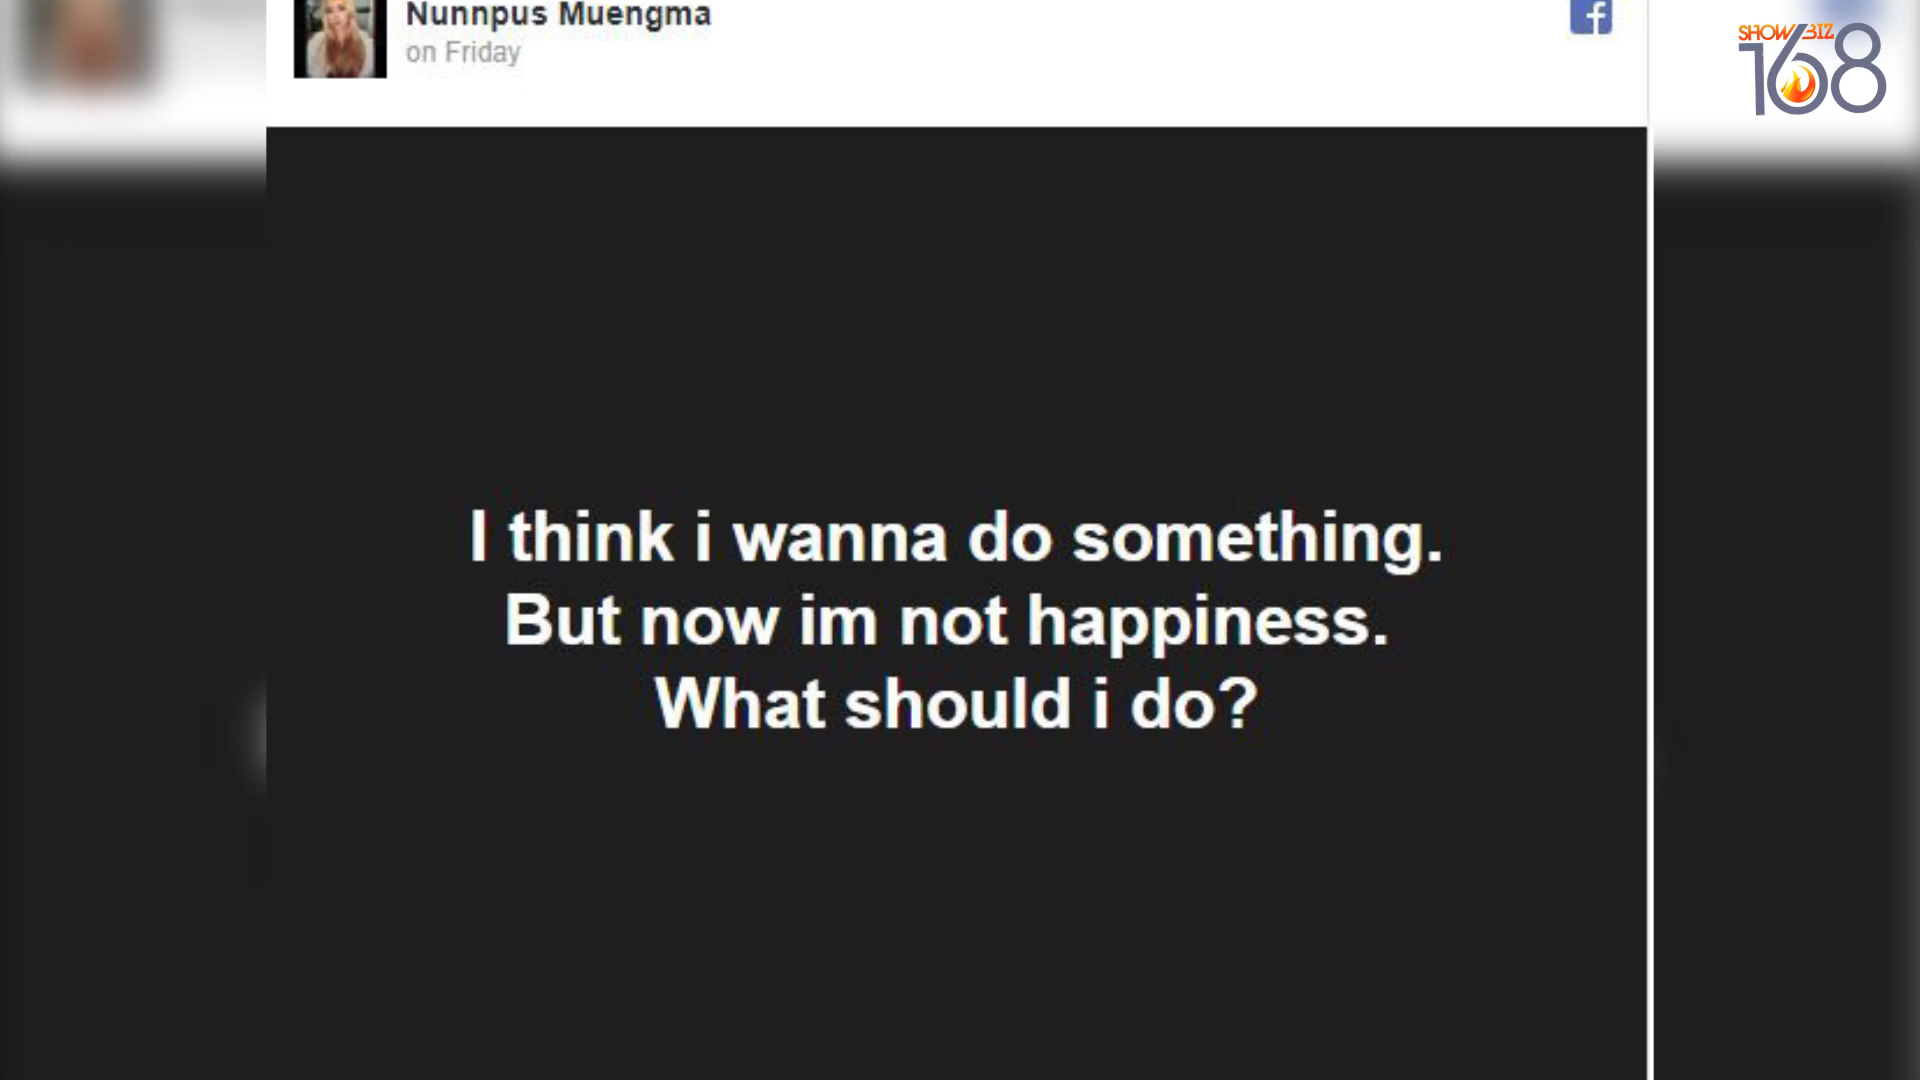 Nunnpus Muengma
on Friday
f
SHOWBIZ
168
I think i wanna do something.
But now im not happiness.
What should i do?